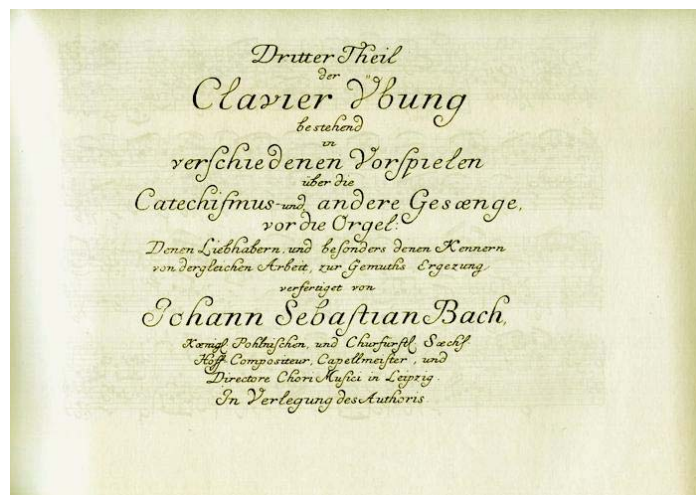 Dritter Theil
der
Clavier Übung
bestehend
in
verſchiedenen Vorſpielen
über die
Catechiſmus- und andere Gesænge,
vor die Orgel:
Denen Liebhabern, und beſonders denen Kennern
von dergleichen Arbeit, zur Gemüths Ergezung
verfertiget von
Johann Sebaſtian Bach,
Kœnigl. Pohlnischen, und Churfürſtl. Sæchſ.
Hoff-Compositeur, Capellmeiſter, und
Directore Chori Musici in Leipzig.
In Verlegung des Authoris.